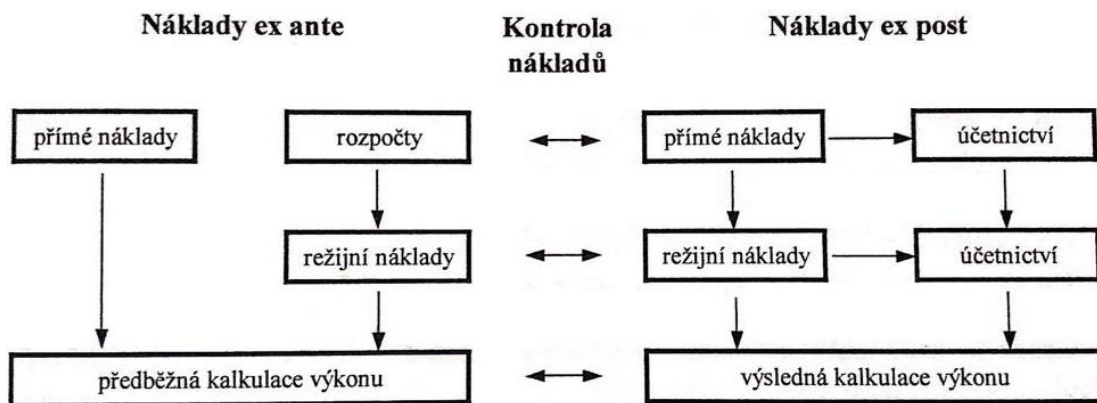 Náklady ex ante
Kontrola
nákladů
Náklady ex post
přímé náklady
rozpočty
přímé náklady
účetnictví
režijní náklady
režijní náklady
účetnictví
předběžná kalkulace výkonu
výsledná kalkulace výkonu